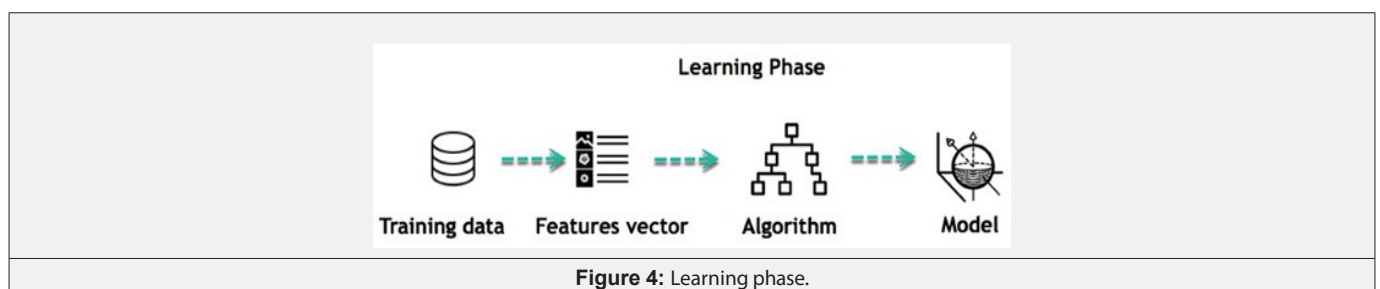 Learning Phase
Training data Features vector Algorithm Model
Figure 4: Learning phase.